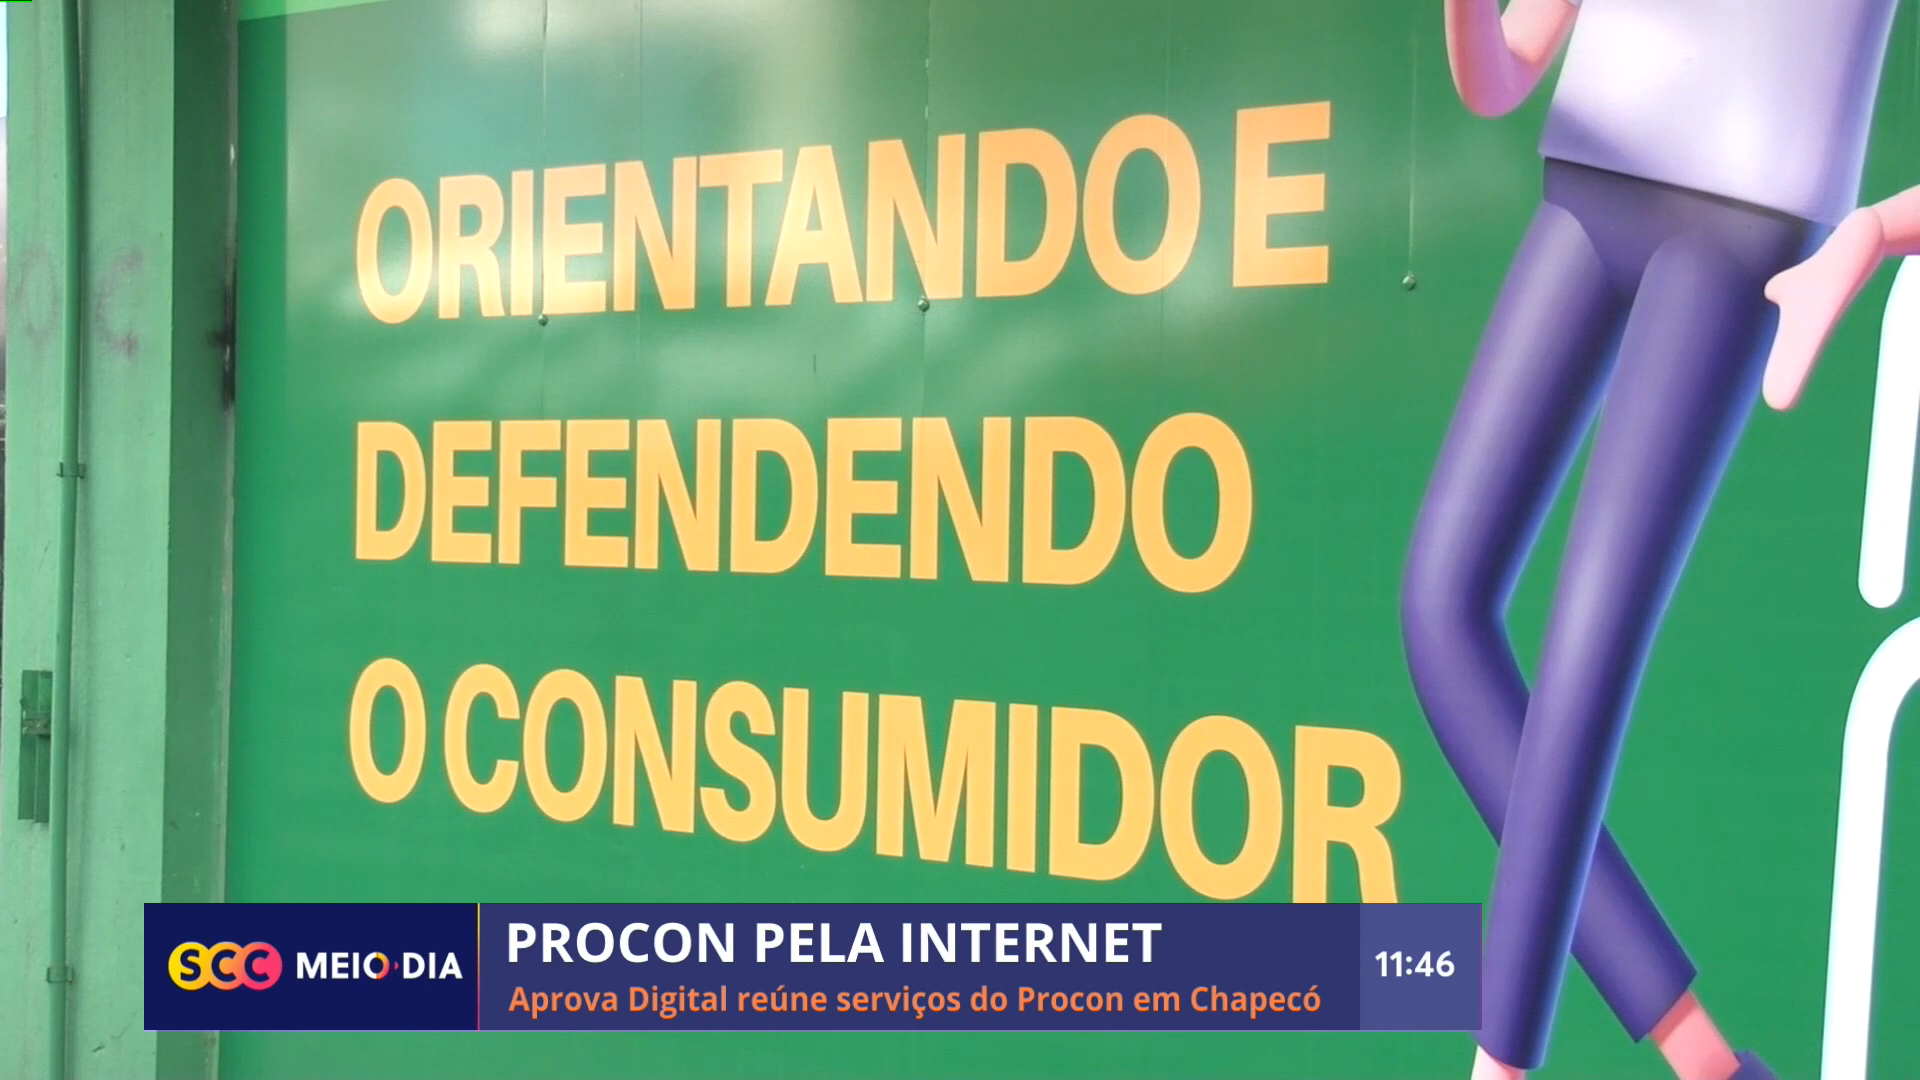 ORIENTANDO E
DEFENDENDO
O CONSUMIDOR
SCC MEIO DIA
PROCON PELA INTERNET
11:46
Aprova Digital reúne serviços do Procon em Chapecó